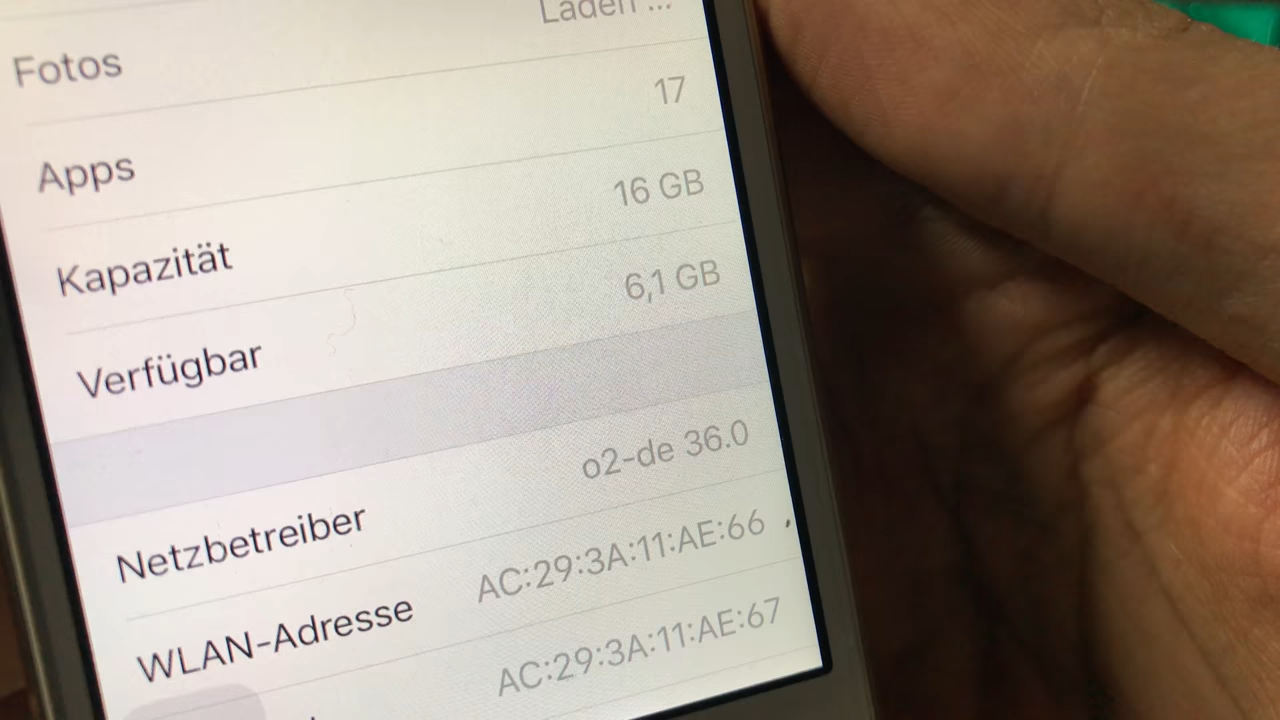 Laden ...
Fotos
17
Apps
16 GB
Kapazität
6,1 GB
Verfügbar
o2-de 36.0
Netzbetreiber
AC:29:3A:11:AE:66
WLAN-Adresse
AC:29:3A:11:AE:67